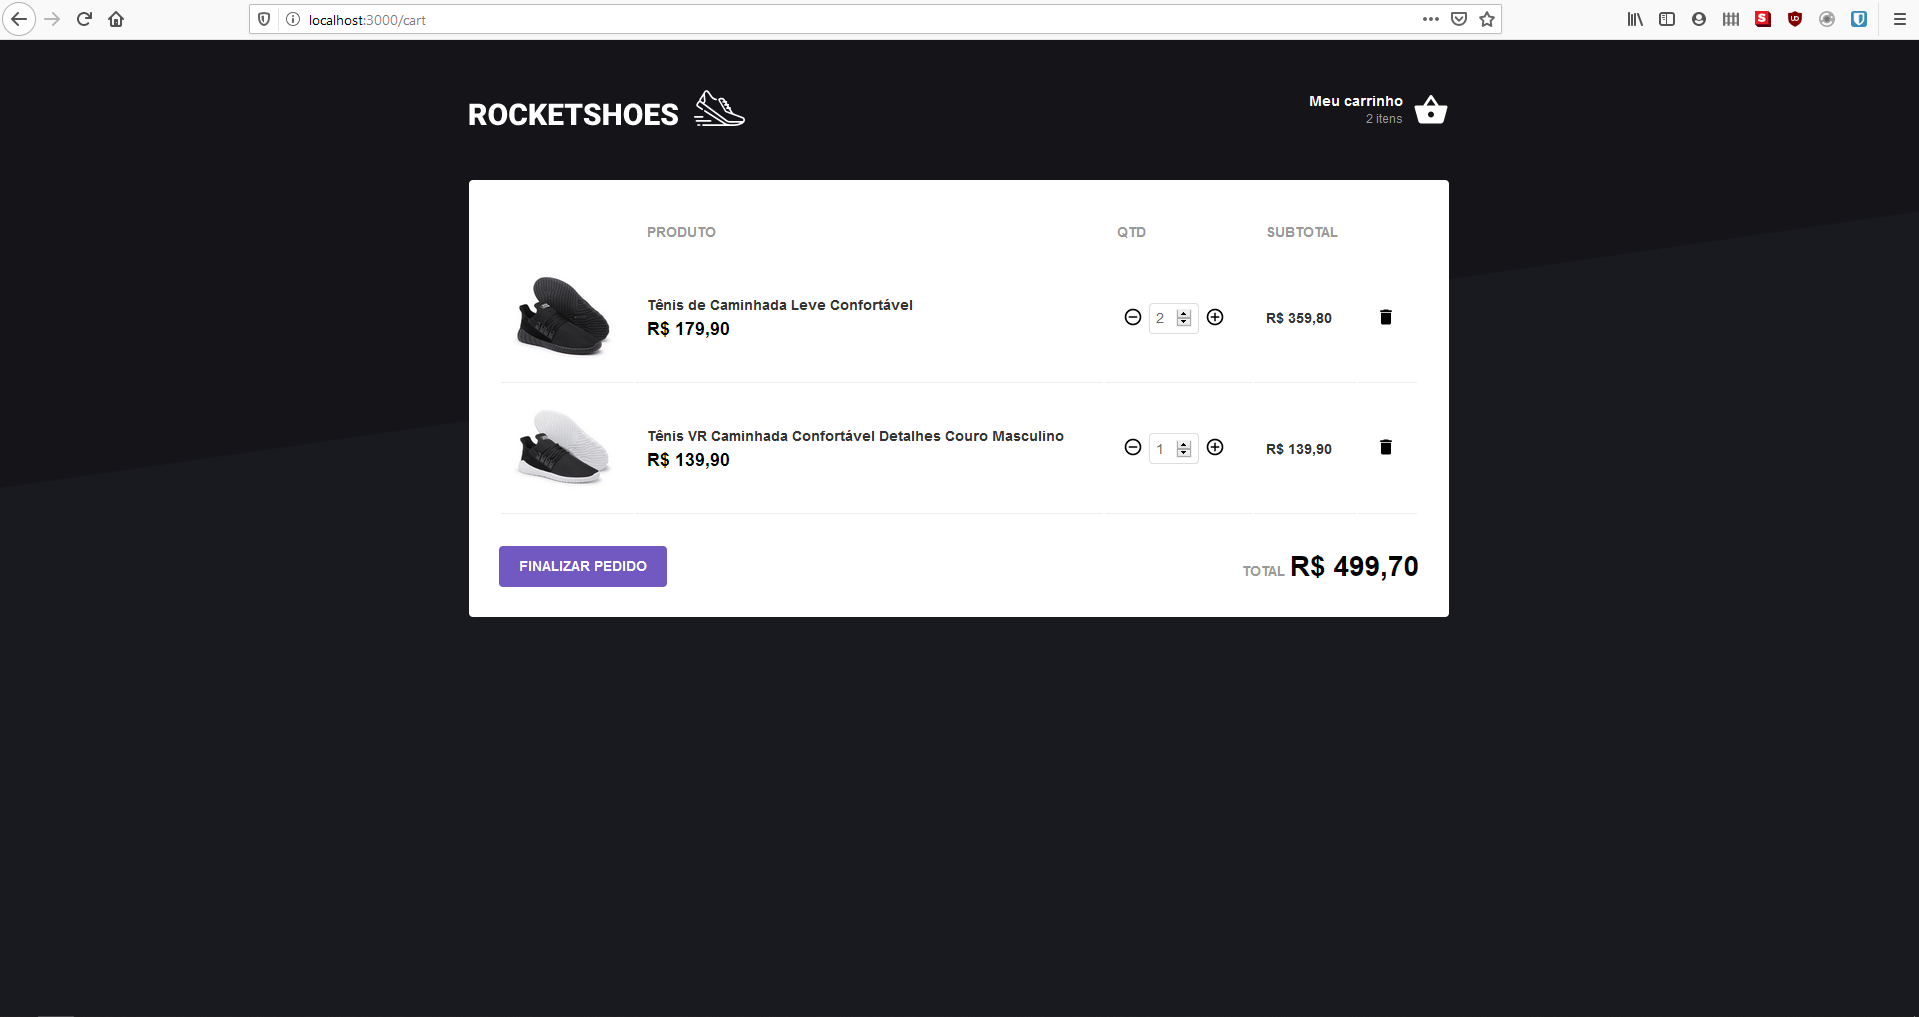 localhost:3000/cart
ROCKETSHOES
Meu carrinho
2 itens
PRODUTO QTD SUBTOTAL
Tênis de Caminhada Leve Confortável
R$ 179,90
2
R$ 359,80
Tênis VR Caminhada Confortável Detalhes Couro Masculino
R$ 139,90
1
R$ 139,90
FINALIZAR PEDIDO
TOTAL R$ 499,70